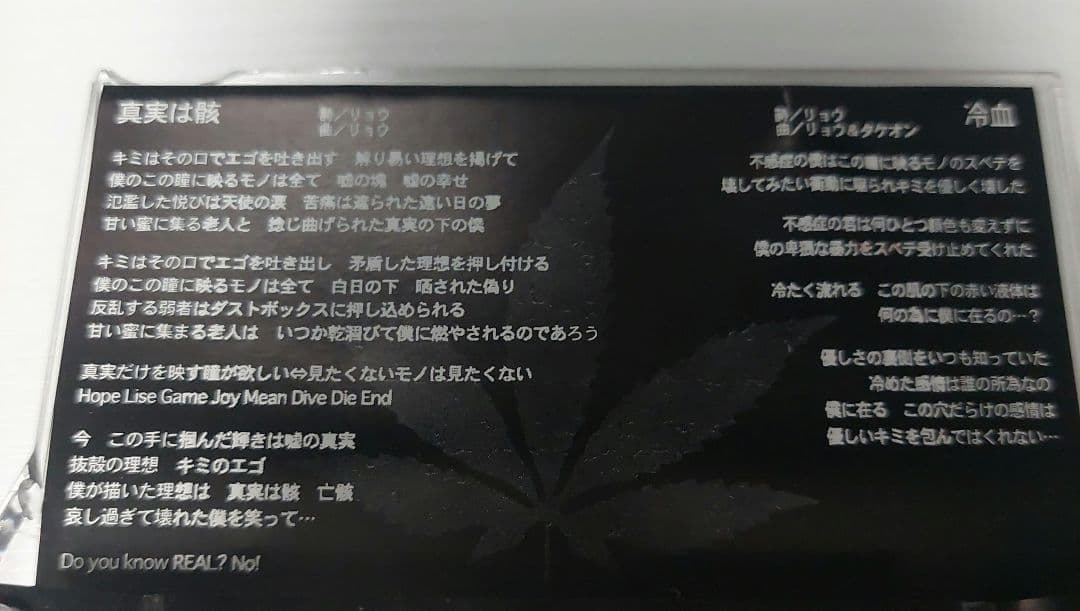 真実は骸
詞／リョウ
曲／リョウ
キミはその口でエゴを吐き出す　解り易い理想を掲げて
僕のこの瞳に映るモノは全て　嘘の塊　嘘の幸せ
氾濫した悦びは天使の涙　苦痛は遮られた遠い日の夢
甘い蜜に集る老人と　捻じ曲げられた真実の下の僕
キミはその口でエゴを吐き出し　矛盾した理想を押し付ける
僕のこの瞳に映るモノは全て　白日の下　晒された偽り
反乱する弱者はダストボックスに押し込められる
甘い蜜に集まる老人は　いつか乾涸びて僕に燃やされるのであろう
真実だけを映す瞳が欲しい⇔見たくないモノは見たくない
Hope Lise Game Joy Mean Dive Die End
今　この手に掴んだ輝きは嘘の真実
抜殻の理想　キミのエゴ
僕が描いた理想は　真実は骸　亡骸
哀し過ぎて壊れた僕を笑って…
Do you know REAL? No!
冷血
詞／リョウ
曲／リョウ&タケオン
不感症の僕はこの瞳に映るモノのスベテを
壊してみたい衝動に駆られキミを優しく壊した
不感症の君は何ひとつ顔色も変えずに
僕の卑猥な暴力をスベテ受け止めてくれた
冷たく流れる　この肌の下の赤い液体は
何の為に僕に在るの…？
優しさの裏側をいつも知っていた
冷めた感情は誰の所為なの
僕に在る　この穴だらけの感情は
優しいキミを包んではくれない…